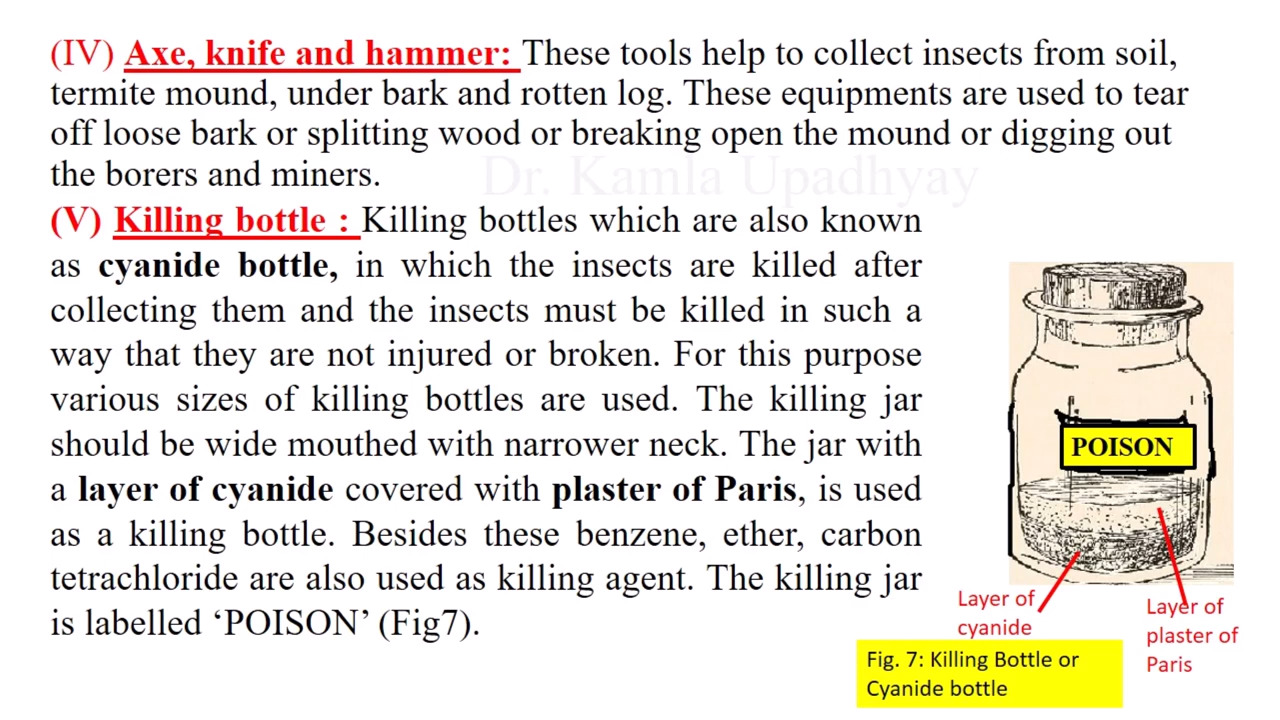 (IV) Axe, knife and hammer: These tools help to collect insects from soil,
termite mound, under bark and rotten log. These equipments are used to tear
off loose bark or splitting wood or breaking open the mound or digging out
the borers and miners.
Dr. Kamla Upadhyay
(V) Killing bottle : Killing bottles which are also known
as cyanide bottle, in which the insects are killed after
collecting them and the insects must be killed in such a
way that they are not injured or broken. For this purpose
various sizes of killing bottles are used. The killing jar
should be wide mouthed with narrower neck. The jar with
a layer of cyanide covered with plaster of Paris, is used
as a killing bottle. Besides these benzene, ether, carbon
tetrachloride are also used as killing agent. The killing jar
is labelled ‘POISON’ (Fig7).
POISON
Layer of
cyanide
Layer of
plaster of
Paris
Fig. 7: Killing Bottle or
Cyanide bottle